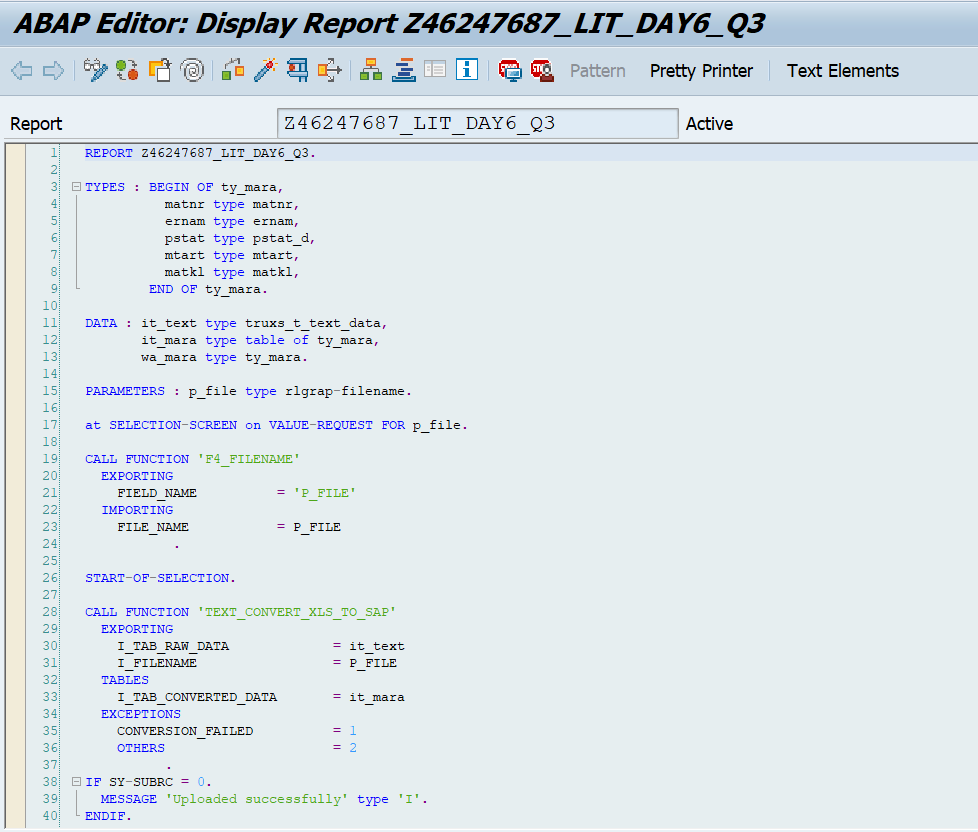 ABAP Editor: Display Report Z46247687_LIT_DAY6_Q3
Pattern Pretty Printer Text Elements
Report Z46247687_LIT_DAY6_Q3 Active
1 REPORT Z46247687_LIT_DAY6_Q3.
2
3 TYPES : BEGIN OF ty_mara,
4 matnr type matnr,
5 ernam type ernam,
6 pstat type pstat_d,
7 mtart type mtart,
8 matkl type matkl,
9 END OF ty_mara.
10
11 DATA : it_text type truxs_t_text_data,
12 it_mara type table of ty_mara,
13 wa_mara type ty_mara.
14
15 PARAMETERS : p_file type rlgrap-filename.
16
17 at SELECTION-SCREEN on VALUE-REQUEST FOR p_file.
18
19 CALL FUNCTION 'F4_FILENAME'
20 EXPORTING
21 FIELD_NAME = 'P_FILE'
22 IMPORTING
23 FILE_NAME = P_FILE
24 .
25
26 START-OF-SELECTION.
27
28 CALL FUNCTION 'TEXT_CONVERT_XLS_TO_SAP'
29 EXPORTING
30 I_TAB_RAW_DATA = it_text
31 I_FILENAME = P_FILE
32 TABLES
33 I_TAB_CONVERTED_DATA = it_mara
34 EXCEPTIONS
35 CONVERSION_FAILED = 1
36 OTHERS = 2
37 .
38 IF SY-SUBRC = 0.
39 MESSAGE 'Uploaded successfully' type 'I'.
40 ENDIF.